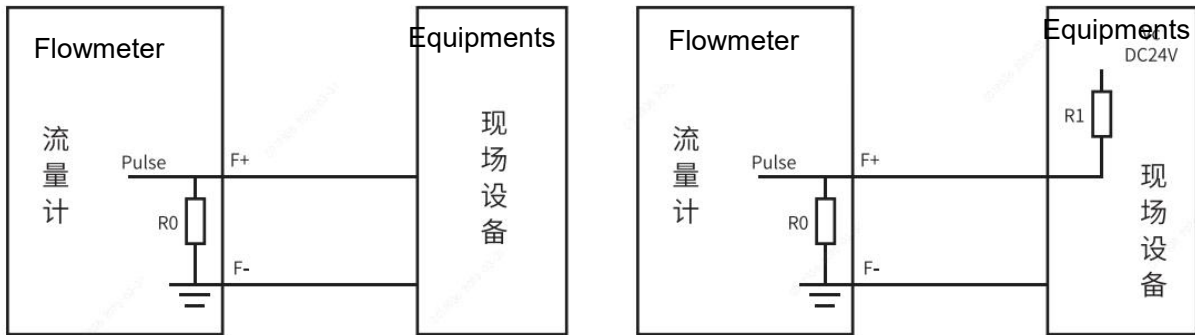 Flowmeter
Equipments
流量计
现场设备
Pulse
F+
R0
F-
Flowmeter
Equipments
DC24V
R1
流量计
现场设备
Pulse
F+
R0
F-